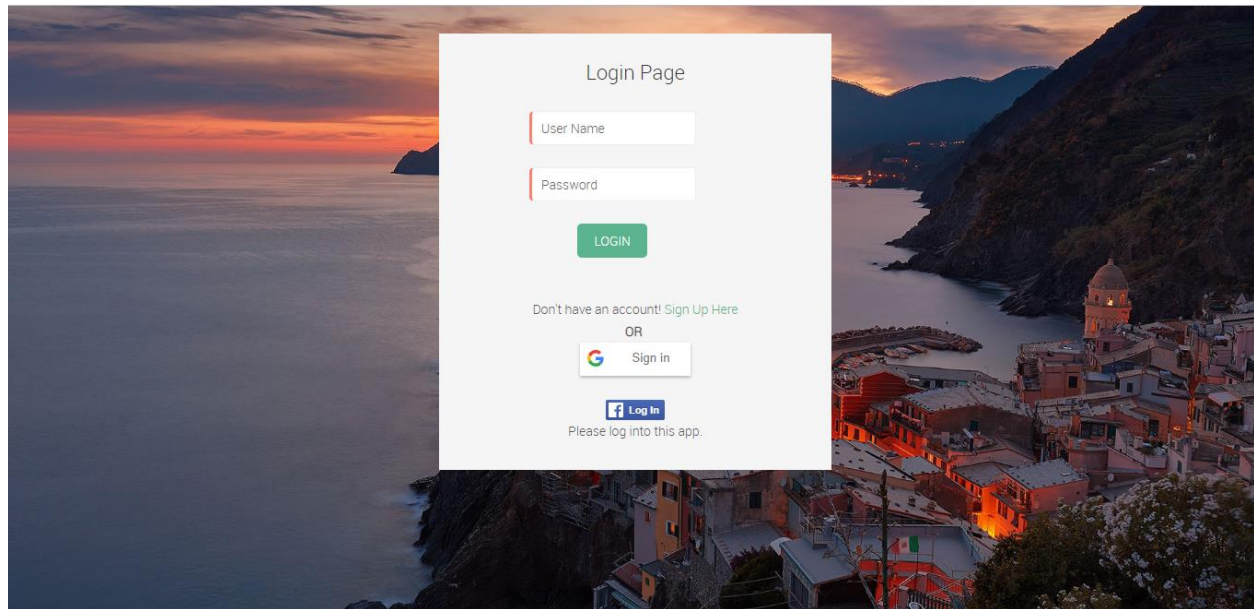 Login Page
User Name
Password
LOGIN
Don't have an account! Sign Up Here
OR
Sign in
Log In
Please log into this app.